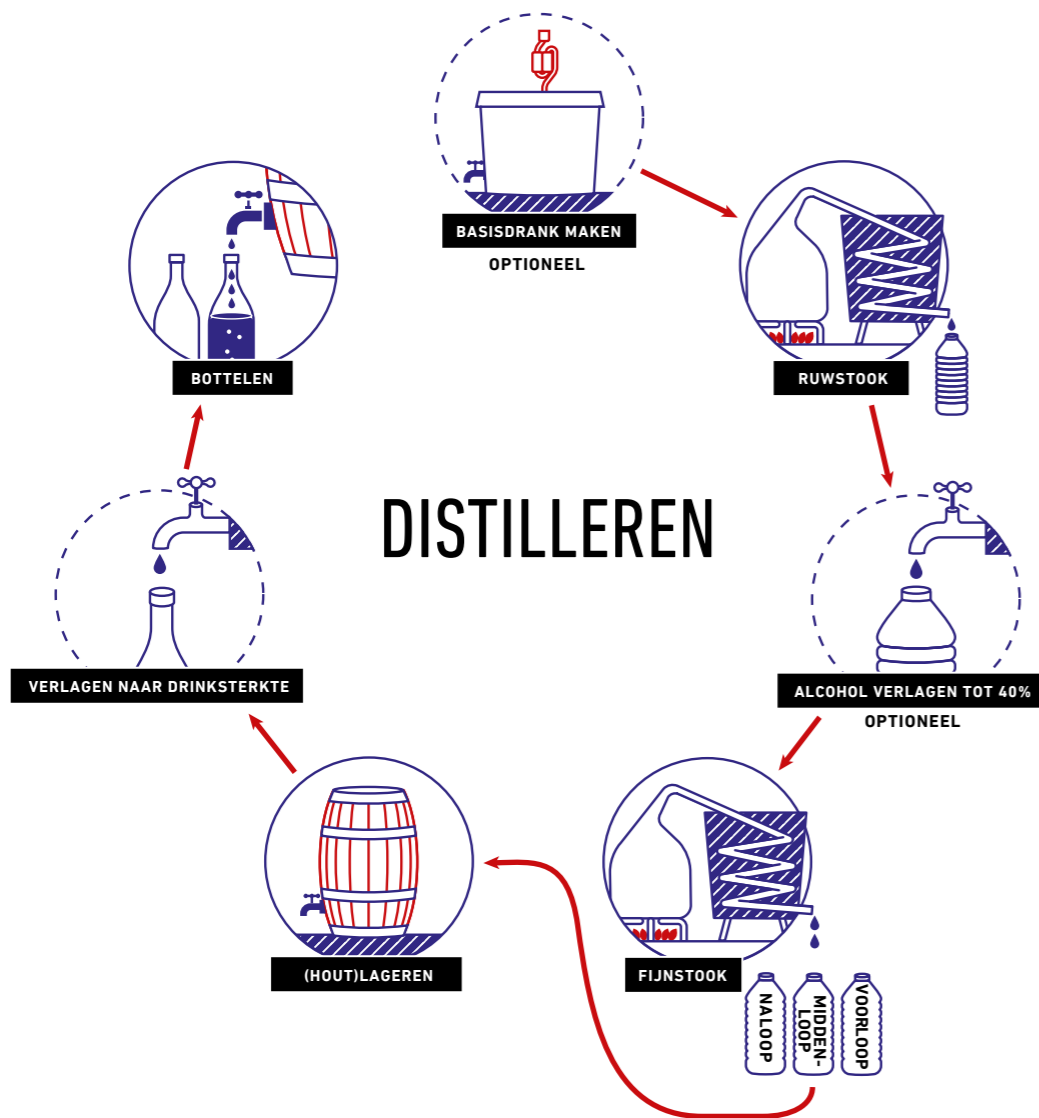 DISTILLEREN
BASISDRANK MAKEN
OPTIONEEL
RUWSTOOK
ALCOHOL VERLAGEN TOT 40%
OPTIONEEL
FIJNSTOOK
NALOOP
MIDDEN-
LOOP
VOORLOOP
(HOUT)LAGEREN
VERLAGEN NAAR DRINKSTERKTE
BOTTELEN